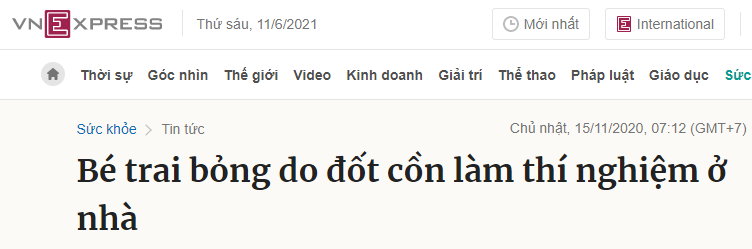 VNEXPRESS Thứ sáu, 11/6/2021 Mới nhất International
Thời sự Góc nhìn Thế giới Video Kinh doanh Giải trí Thể thao Pháp luật Giáo dục Sức
Sức khỏe Tin tức Chủ nhật, 15/11/2020, 07:12 (GMT+7)
Bé trai bỏng do đốt cồn làm thí nghiệm ở
nhà